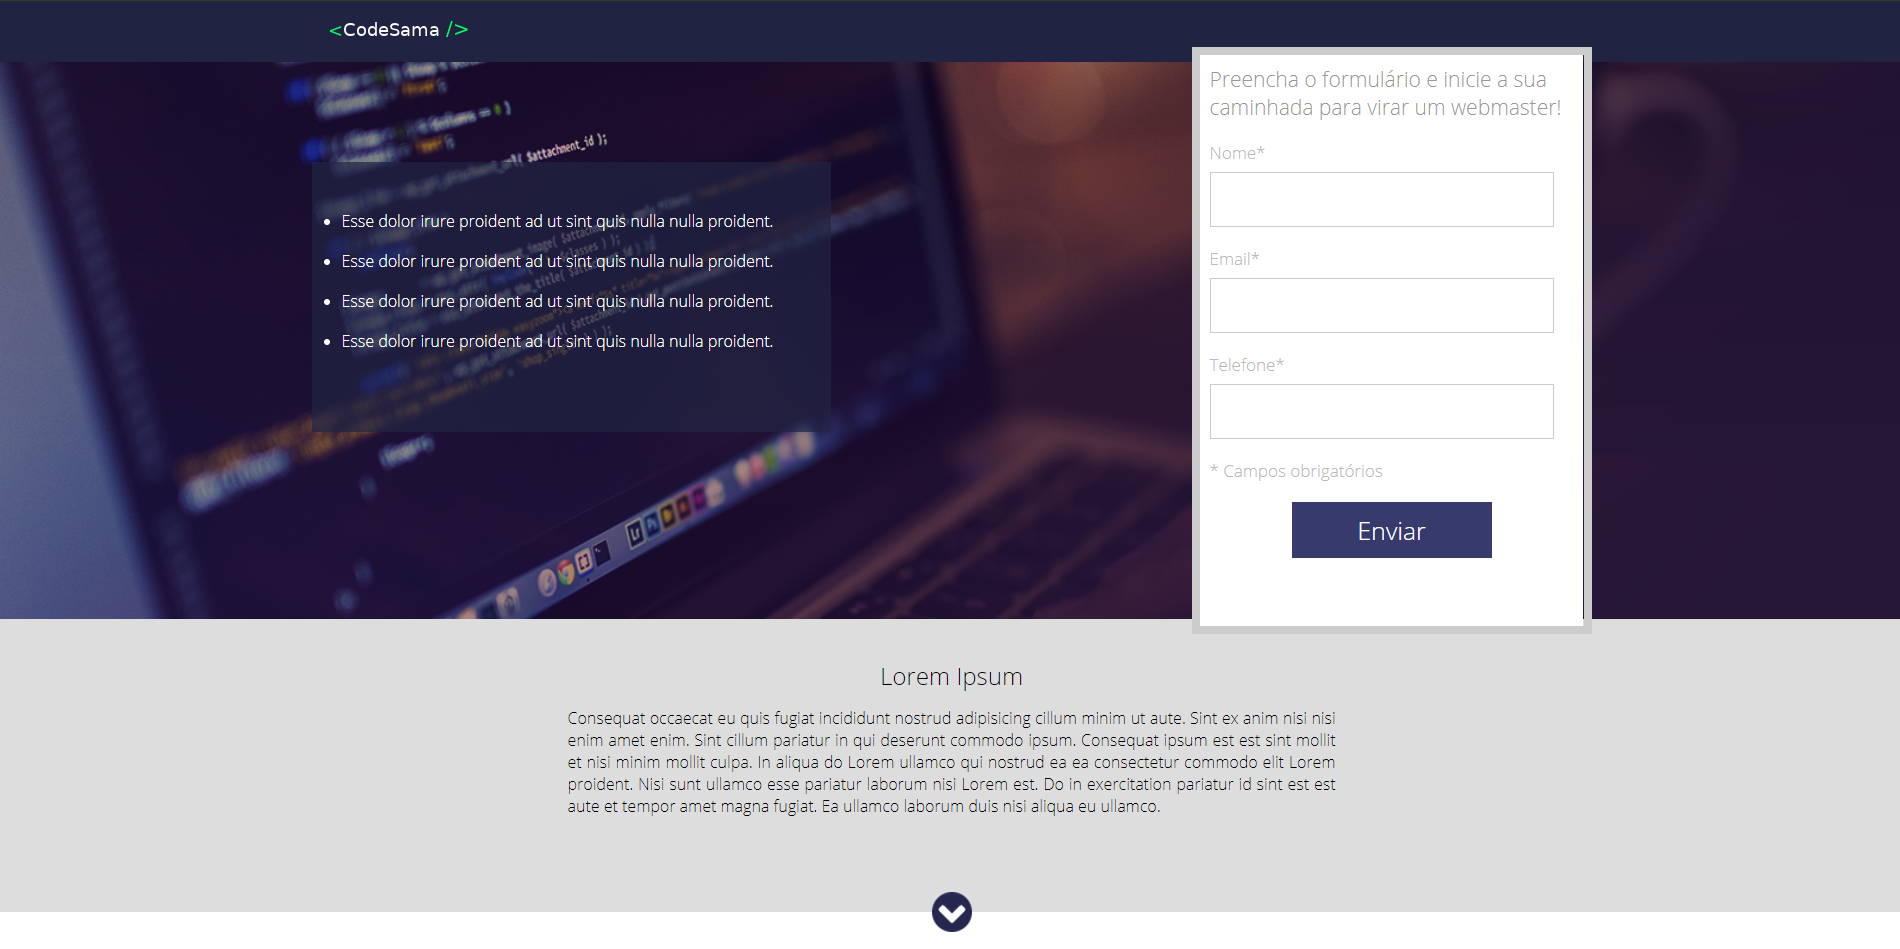 <CodeSama />
$attachment_id );
Esse dolor irure proident ad ut sint quis nulla nulla proident.
Esse dolor irure proident ad ut sint quis nulla nulla proident.
Esse dolor irure proident ad ut sint quis nulla nulla proident.
Esse dolor irure proident ad ut sint quis nulla nulla proident.
Preencha o formulário e inicie a sua
caminhada para virar um webmaster!
Nome*
Email*
Telefone*
* Campos obrigatórios
Enviar
Lorem Ipsum
Consequat occaecat eu quis fugiat incididunt nostrud adipisicing cillum minim ut aute. Sint ex anim nisi nisi
enim amet enim. Sint cillum pariatur in qui deserunt commodo ipsum. Consequat ipsum est est sint mollit
et nisi minim mollit culpa. In aliqua do Lorem ullamco qui nostrud ea ea consectetur commodo elit Lorem
proident. Nisi sunt ullamco esse pariatur laborum nisi Lorem est. Do in exercitation pariatur id sint est est
aute et tempor amet magna fugiat. Ea ullamco laborum duis nisi aliqua eu ullamco.